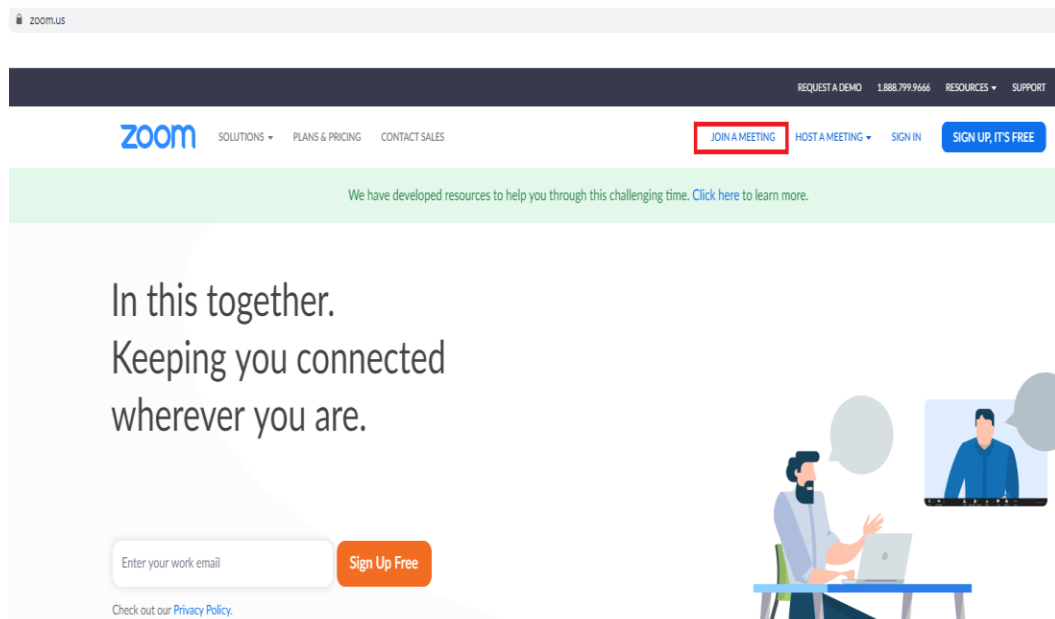 zoom.us
REQUEST A DEMO 1.888.799.9666 RESOURCES SUPPORT
zoom SOLUTIONS PLANS & PRICING CONTACT SALES JOIN A MEETING HOST A MEETING SIGN IN SIGN UP, IT'S FREE
We have developed resources to help you through this challenging time. Click here to learn more.
In this together.
Keeping you connected
wherever you are.
Enter your work email Sign Up Free
Check out our Privacy Policy.